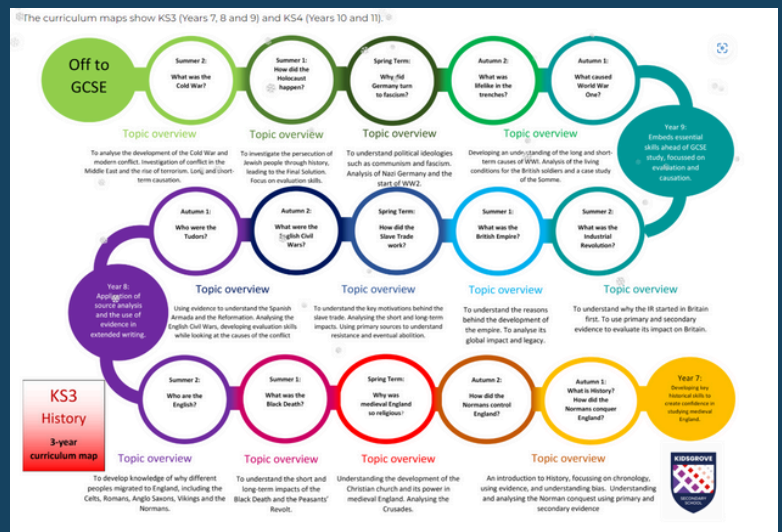 The curriculum maps show KS3 (Years 7, 8 and 9) and KS4 (Years 10 and 11).
Off to
GCSE
Summer 2:
What was the
Cold War?
Summer 1:
How did the
Holocaust
happen?
Spring Term:
Why did
Germany turn
to fascism?
Autumn 2:
What was
lifelike in the
trenches?
Autumn 1:
What caused
World War
One?
Topic overview
To analyse the development of the Cold War and
modern conflict. Investigation of conflict in the
Middle East and the rise of terrorism. Long and short-
term causation.
Topic overview
To investigate the persecution of
Jewish people through history,
leading to the Final Solution.
Focus on evaluation skills.
Topic overview
To understand political ideologies
such as communism and fascism.
Analysis of Nazi Germany and the
start of WW2.
Topic overview
Developing an understanding of the long and short-
term causes of WWI. Analysis of the living
conditions for the British soldiers and a case study
of the Somme.
Year 9:
Embeds essential
skills ahead of GCSE
study, focussed on
evaluation and
causation.
Autumn 1:
Who were the
Tudors?
Autumn 2:
What were the
English Civil
Wars?
Spring Term:
How did the
Slave Trade
work?
Summer 1:
What was the
British Empire?
Summer 2:
What was the
Industrial
Revolution?
Year 8:
Application of
source analysis
and the use of
evidence in
extended writing.
Topic overview
Using evidence to understand the Spanish
Armada and the Reformation. Analysing the
English Civil Wars, developing evaluation skills
while looking at the causes of the conflict
Topic overview
To understand the key motivations behind the
slave trade. Analysing the short and long-term
impacts. Using primary sources to understand
resistance and eventual abolition.
Topic overview
To understand the reasons
behind the development of
the empire. To analyse its
global impact and legacy.
Topic overview
To understand why the IR started in Britain
first. To use primary and secondary
evidence to evaluate its impact on Britain.
KS3
History
3-year
curriculum map
Summer 2:
Who are the
English?
Summer 1:
What was the
Black Death?
Spring Term:
Why was
medieval England
so religious?
Autumn 2:
How did the
Normans control
England?
Autumn 1:
What is History?
How did the
Normans conquer
England?
Year 7:
Developing key
historical skills to
create confidence in
studying medieval
England.
Topic overview
To develop knowledge of why different
peoples migrated to England, including the
Celts, Romans, Anglo Saxons, Vikings and the
Normans.
Topic overview
To understand the short and
long-term impacts of the
Black Death and the Peasants'
Revolt.
Topic overview
Understanding the development of the
Christian church and its power in
medieval England. Analysing the
Crusades.
Topic overview
An introduction to History, focussing on chronology,
using evidence, and understanding bias. Understanding
and analysing the Norman conquest using primary and
secondary evidence
KIDSGROVE
SECONDARY
SCHOOL